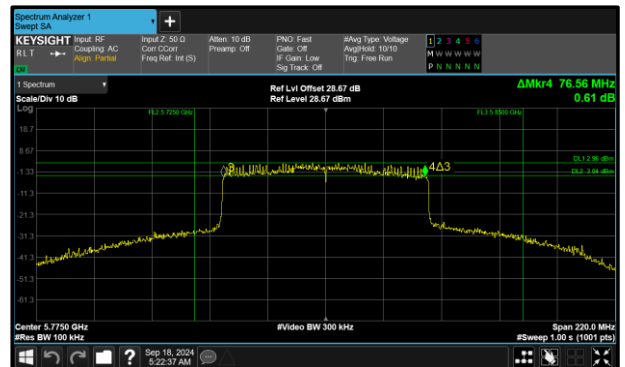 Spectrum Analyzer 1
Swept SA
+
KEYSIGHT Input: RF Input Z: 50 Ω Atten: 10 dB PNO: Fast #Avg Type: Voltage 1 2 3 4 5 6
RLT Coupling: AC Corr CCorr Preamp: Off Gate: Off Avg|Hold: 10/10 M W W W W W
Align: Partial Freq Ref: Int (S) IF Gain: Low Trig: Free Run P N N N N N
Sig Track: Off
1 Spectrum Ref Lvl Offset 28.67 dB ΔMkr4 76.56 MHz
Scale/Div 10 dB Ref Level 28.67 dBm 0.61 dB
Log
FL2 5.7250 GHz FL3 5.8500 GHz
18.7
8.67
DL1 2.96 dBm
-1.33 3 4Δ3
DL2 -3.04 dBm
-11.3
-21.3
-31.3
-41.3
-51.3
-61.3
Center 5.7750 GHz #Video BW 300 kHz Span 220.0 MHz
#Res BW 100 kHz #Sweep 1.00 s (1001 pts)
? Sep 18, 2024
5:22:37 AM